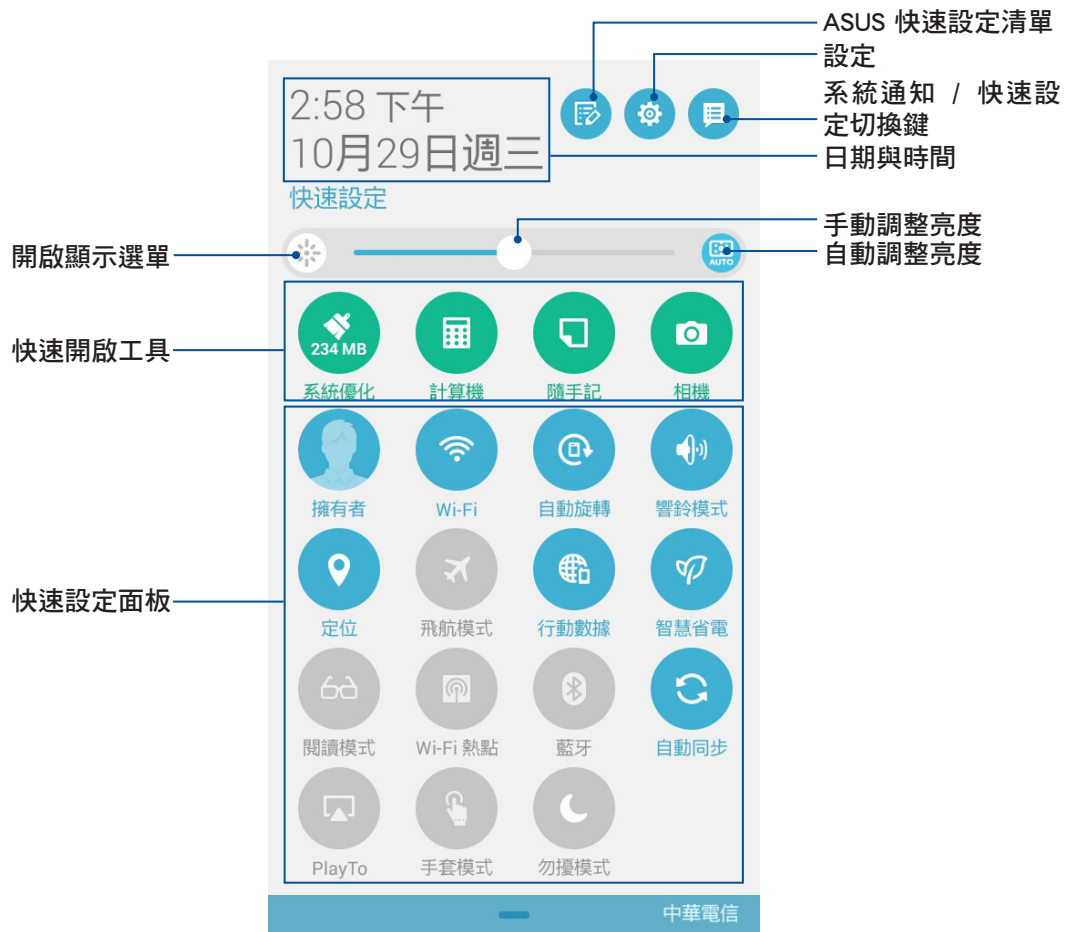 ASUS 快速設定清單
設定
系統通知 / 快速設
定切換鍵
日期與時間
2:58 下午
10月29日週三
快速設定
手動調整亮度
自動調整亮度
開啟顯示選單
AUTO
快速開啟工具
234 MB
系統優化 計算機 隨手記 相機
擁有者 Wi-Fi 自動旋轉 響鈴模式
快速設定面板
定位 飛航模式 行動數據 智慧省電
閱讀模式 Wi-Fi 熱點 藍牙 自動同步
PlayTo 手套模式 勿擾模式
中華電信